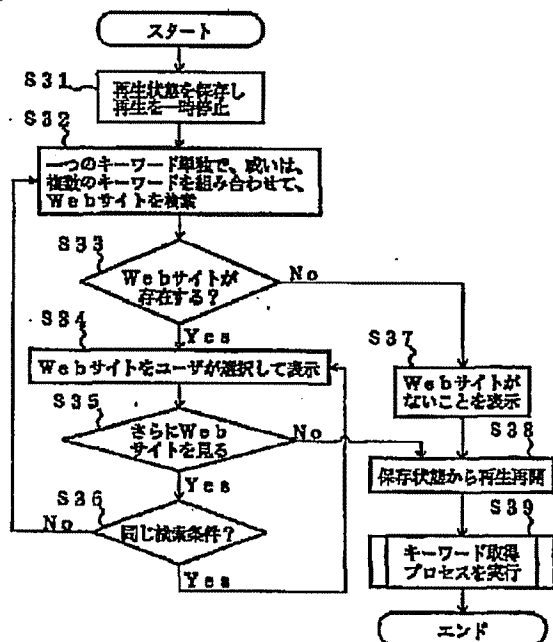 スタート
S31
再生状態を保存し
再生を一時停止
S32
一つのキーワード単独で、或いは、
複数のキーワードを組み合わせて、
Webサイトを検索
S33
Webサイトが
存在する?
No
Yes
S34
Webサイトをユーザが選択して表示
S35
さらにWeb
サイトを見る
No
Yes
S36
同じ検索条件?
No
Yes
S37
Webサイトが
ないことを表示
S38
保存状態から再生再開
S39
キーワード取得
プロセスを実行
エンド